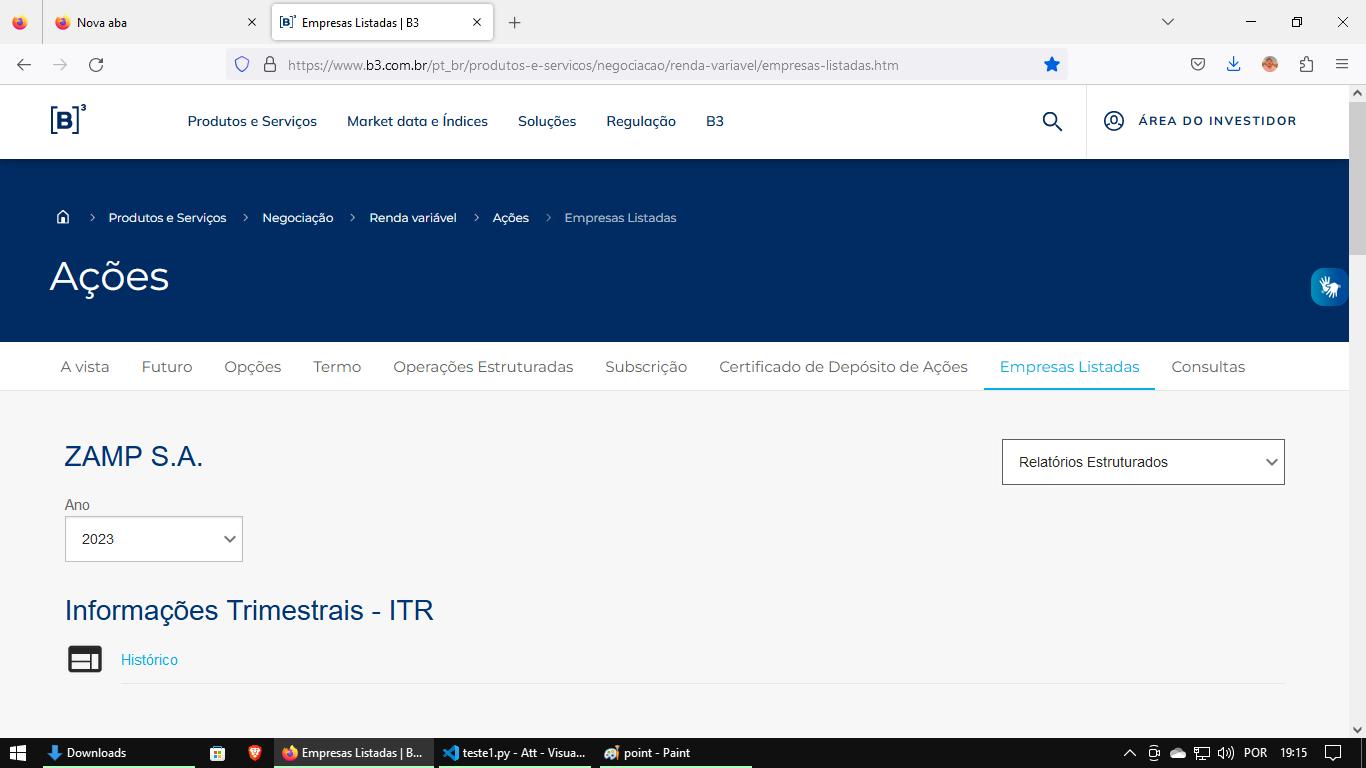 Nova aba
Empresas Listadas | B3
https://www.b3.com.br/pt_br/produtos-e-servicos/negociacao/renda-variavel/empresas-listadas.htm
[B]³
Produtos e Serviços
Market data e Índices
Soluções
Regulação
B3
ÁREA DO INVESTIDOR
Produtos e Serviços
Negociação
Renda variável
Ações
Empresas Listadas
Ações
A vista
Futuro
Opções
Termo
Operações Estruturadas
Subscrição
Certificado de Depósito de Ações
Empresas Listadas
Consultas
ZAMP S.A.
Relatórios Estruturados
Ano
2023
Informações Trimestrais - ITR
Histórico
Downloads
Empresas Listadas | B...
teste1.py - Att - Visua...
point - Paint
POR
19:15